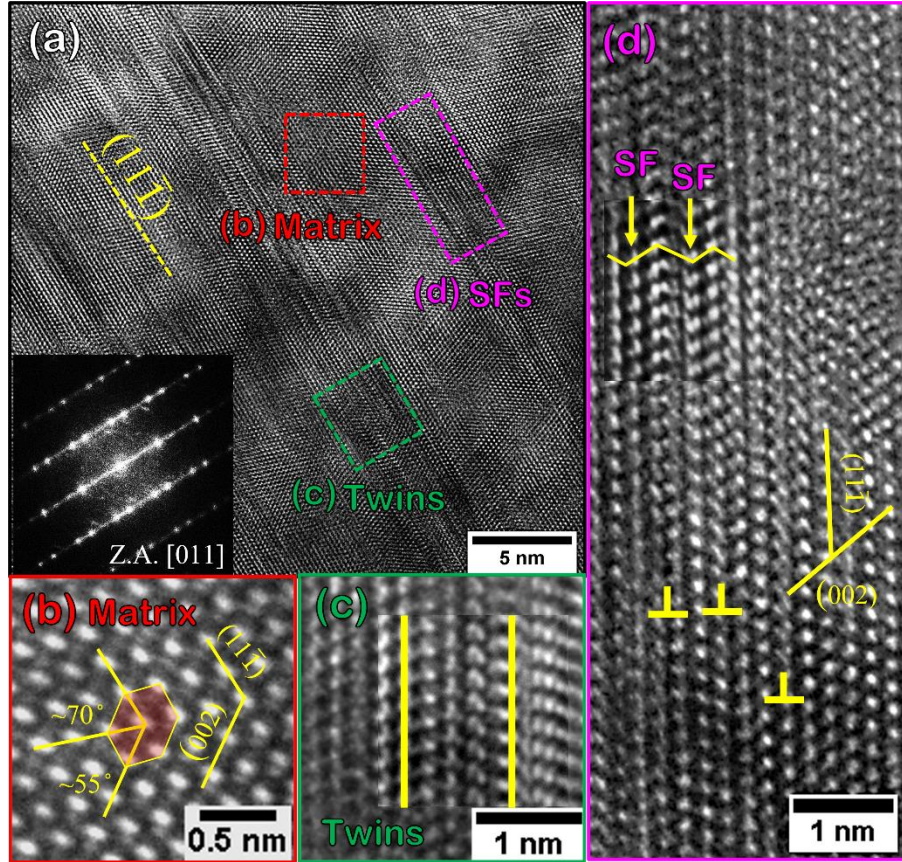 (a)
(111̄)
(b) Matrix
(d) SFs
(c) Twins
Z.A. [011]
5 nm
(b) Matrix
(111̄)
(002)
~70°
~55°
0.5 nm
(c)
Twins
1 nm
(d)
SF
SF
(111̄)
(002)
1 nm